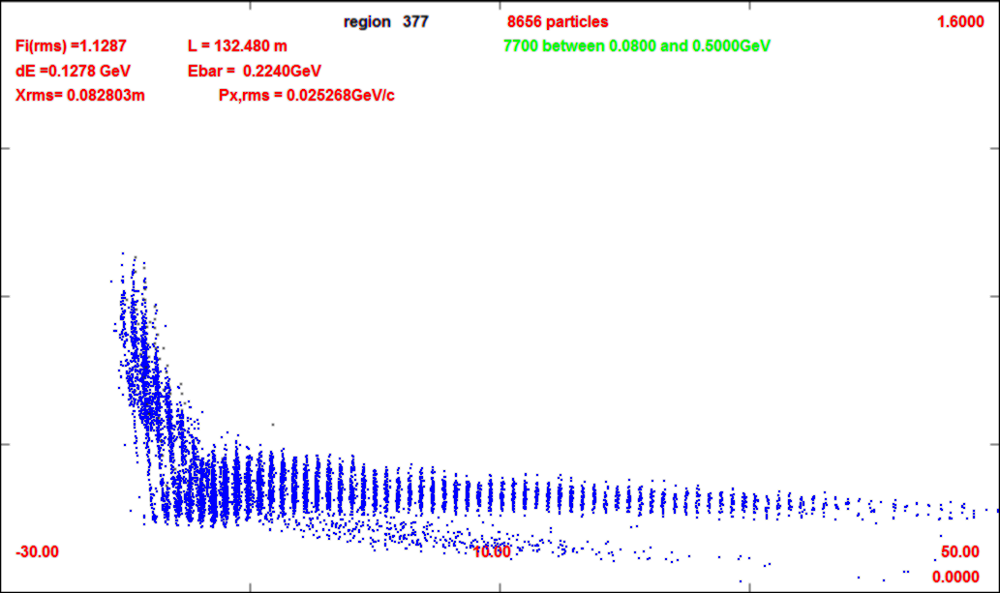 region 377 8656 particles 1.6000
Fi(rms) =1.1287 L = 132.480 m 7700 between 0.0800 and 0.5000GeV
dE =0.1278 GeV Ebar = 0.2240GeV
Xrms= 0.082803m Px,rms = 0.025268GeV/c
-30.00 10.00 50.00
0.0000